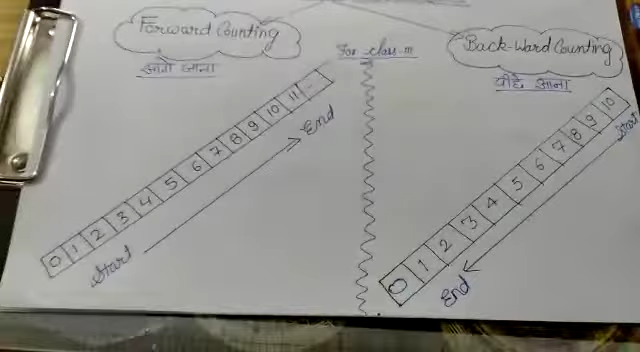 Forward Counting
आगे जाना
For class-III
Back-Ward Counting
पीछे आना
0 1 2 3 4 5 6 7 8 9 10 11 --
Start
End
0 1 2 3 4 5 6 7 8 9 10
Start
End